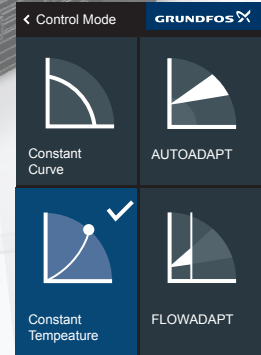 Control Mode
GRUNDFOS
Constant
Curve
AUTOADAPT
Constant
Tempeature
FLOWADAPT